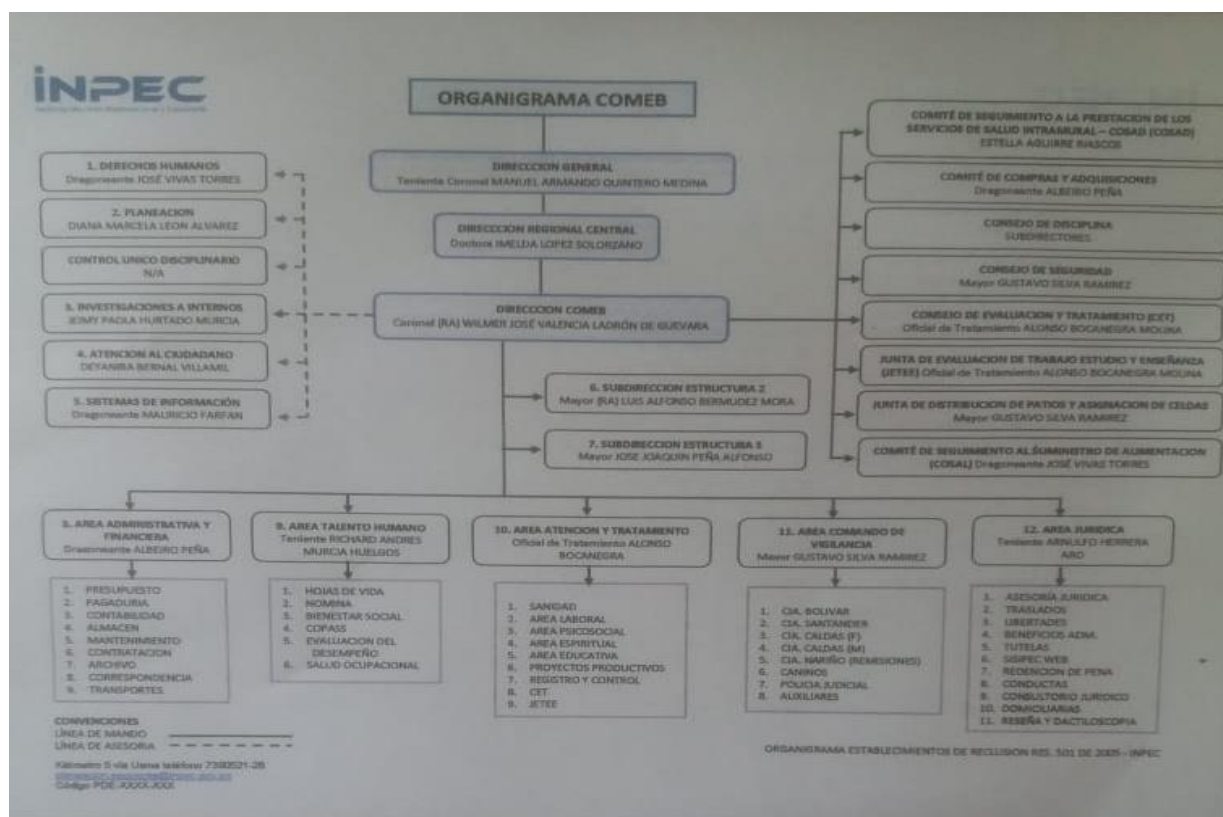 INPEC
ORGANIGRAMA COMEB
DIRECCCION GENERAL
Teniente Coronel MANUEL ARMANDO QUINTERO MEDINA
DIRECCCIÓN REGIONAL CENTRAL
Doctora IMELDA LOPEZ SOLORZANO
DIRECCCION COMEB
Coronel (RA) WILMER JOSÉ VALENCIA LADRÓN DE GUEVARA
1. DERECHOS HUMANOS
Dragoneante JOSÉ VIVAS TORRES
2. PLANEACION
DIANA MARCELA LEON ALVAREZ
CONTROL UNICO DISCIPLINARIO
N/A
3. INVESTIGACIONES A INTERNOS
PAOLA HURTADO MURCIA
4. ATENCION AL CIUDADANO
DEYANIRA BERNAL VILLAMIL
5. SISTEMAS DE INFORMACIÓN
Dragoneante MAURICIO FARFAN
COMITÉ DE SEGUIMIENTO A LA PRESTACION DE LOS
SERVICIOS DE SALUD INTRAMURAL – COSAD (COSAD)
ESTELLA AGUIRRE RIASCOS
COMITÉ DE COMPRAS Y ADQUISICIONES
Dragoneante ALBEIRO PEÑA
CONSEJO DE DISCIPLINA
SUBDIRECTORES
CONSEJO DE SEGURIDAD
Mayor GUSTAVO SILVA RAMIREZ
CONSEJO DE EVALUACION Y TRATAMIENTO (CET)
Oficial de Tratamiento ALONSO BOCANEGRA MOLINA
JUNTA DE EVALUACION DE TRABAJO ESTUDIO Y ENSEÑANZA
(JETEE) Oficial de Tratamiento ALONSO BOCANEGRA MOLINA
JUNTA DE DISTRIBUCION DE PATIOS Y ASIGNACION DE CELDAS
Mayor GUSTAVO SILVA RAMIREZ
COMITÉ DE SEGUIMIENTO AL SUMINISTRO DE ALIMENTACION
(COSAL) Dragoneante JOSÉ VIVAS TORRES
6. SUBDIRECCION ESTRUCTURA 2
Mayor (RA) LUIS ALFONSO BERMUDEZ MORA
7. SUBDIRECCION ESTRUCTURA 3
Mayor JOSE JOAQUIN PEÑA ALFONSO
8. AREA ADMINISTRATIVA Y
FINANCIERA
Dragoneante ALBEIRO PEÑA
1. PRESUPUESTO
2. PAGADURIA
3. CONTABILIDAD
4. ALMACEN
5. MANTENIMIENTO
6. CONTRATACION
7. ARCHIVO
8. CORRESPONDENCIA
9. TRANSPORTES
9. AREA TALENTO HUMANO
Teniente RICHARD ANDRES
MURCIA HUELGOS
1. HOJAS DE VIDA
2. NOMINA
3. BIENESTAR SOCIAL
4. COPASS
5. EVALUACION DEL
DESEMPEÑO
6. SALUD OCUPACIONAL
10. AREA ATENCION Y TRATAMIENTO
Oficial de Tratamiento ALONSO
BOCANEGRA
1. SANIDAD
2. AREA LABORAL
3. AREA PSICOSOCIAL
4. AREA ESPIRITUAL
5. AREA EDUCATIVA
6. PROYECTOS PRODUCTIVOS
7. REGISTRO Y CONTROL
8. CET
9. JETEE
11. AREA COMANDO DE
VIGILANCIA
Mayor GUSTAVO SILVA RAMIREZ
1. CIA. BOLIVAR
2. CIA. SANTANDER
3. CIA. CALDAS (F)
4. CIA. CALDAS (M)
5. CIA. NARIÑO (REMISIONES)
6. CANINOS
7. POLICIA JUDICIAL
8. AUXILIARES
12. AREA JURIDICA
Teniente ARNULFO HERRERA
ARO
1. ASESORÍA JURIDICA
2. TRASLADOS
3. LIBERTADES
4. BENEFICIOS ADM.
5. TUTELAS
6. SISIPEC WEB
7. REDENCION DE PENA
8. CONDUCTAS
9. CONSULTORIO JURIDICO
10. DOMICILIARIAS
11. RESEÑA Y DACTILOSCOPIA
CONVENCIONES
LÍNEA DE MANDO
LÍNEA DE ASESORIA
Kilómetro 5 vía Usme teléfono 7390521-26
Código PDE-XXXX-XXX
ORGANIGRAMA ESTABLECIMIENTOS DE RECLUSIÓN RES. 501 DE 2005 - INPEC